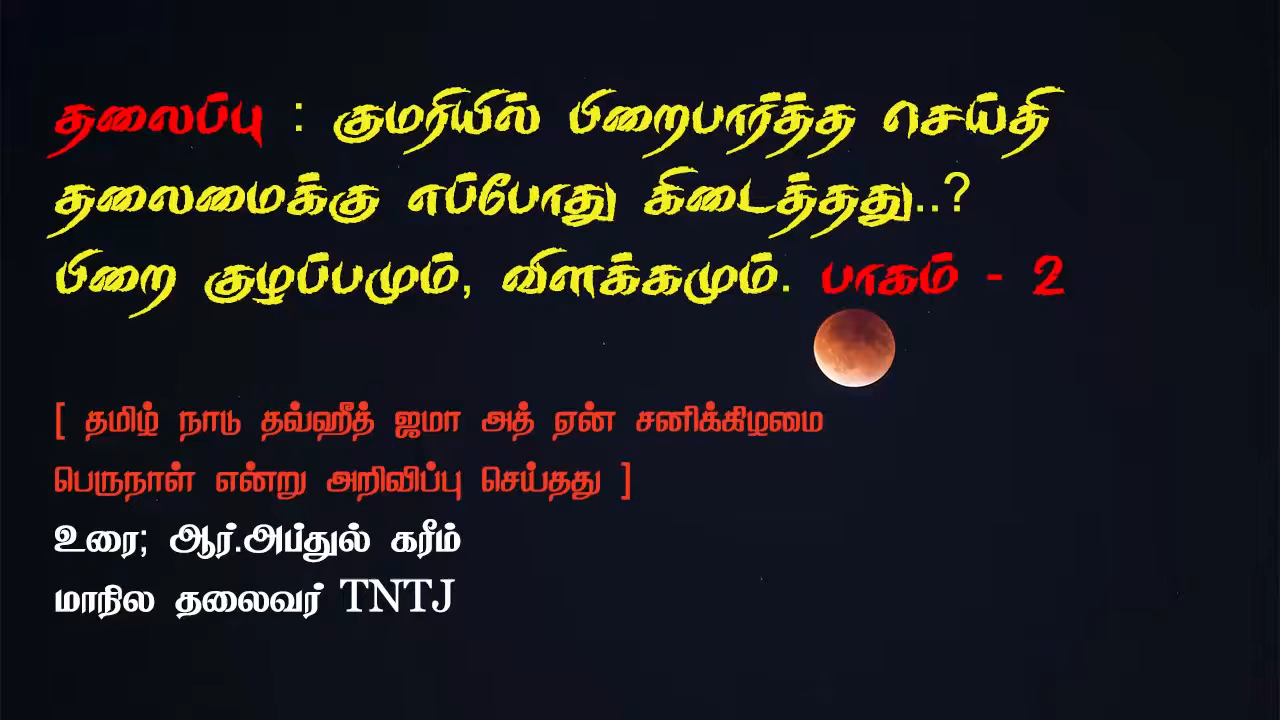 தலைப்பு : குமரியில் பிறைபார்த்த செய்தி
தலைமைக்கு எப்போது கிடைத்தது..?
பிறை குழப்பமும், விளக்கமும். பாகம் - 2
[ தமிழ் நாடு தவ்ஹீத் ஜமா அத் ஏன் சனிக்கிழமை
பெருநாள் என்று அறிவிப்பு செய்தது ]
உரை; ஆர்.அப்துல் கரீம்
மாநில தலைவர் TNTJ